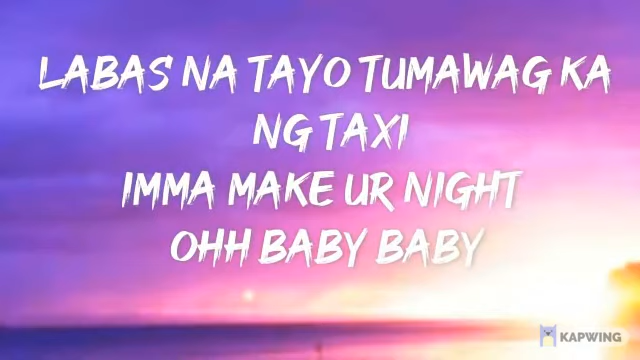 LABAS NA TAYO TUMAWAG KA
NG TAXI
IMMA MAKE UR NIGHT
OHH BABY BABY
KAPWING